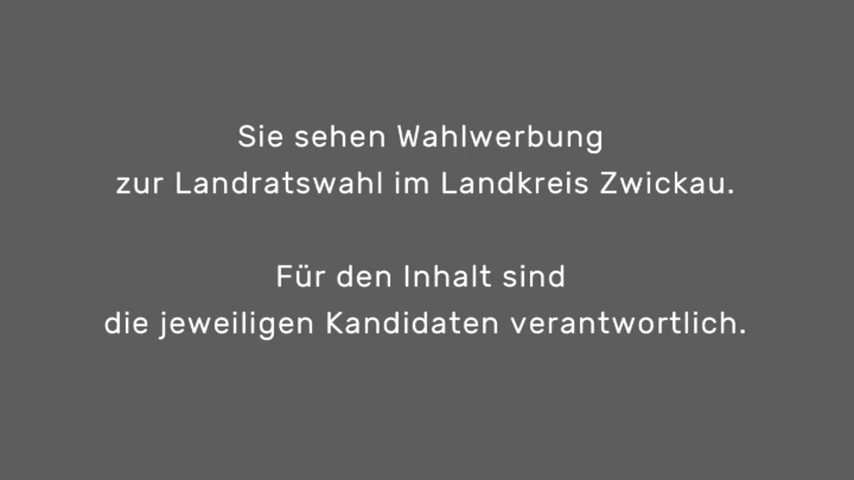 Sie sehen Wahlwerbung
zur Landratswahl im Landkreis Zwickau.
Für den Inhalt sind
die jeweiligen Kandidaten verantwortlich.